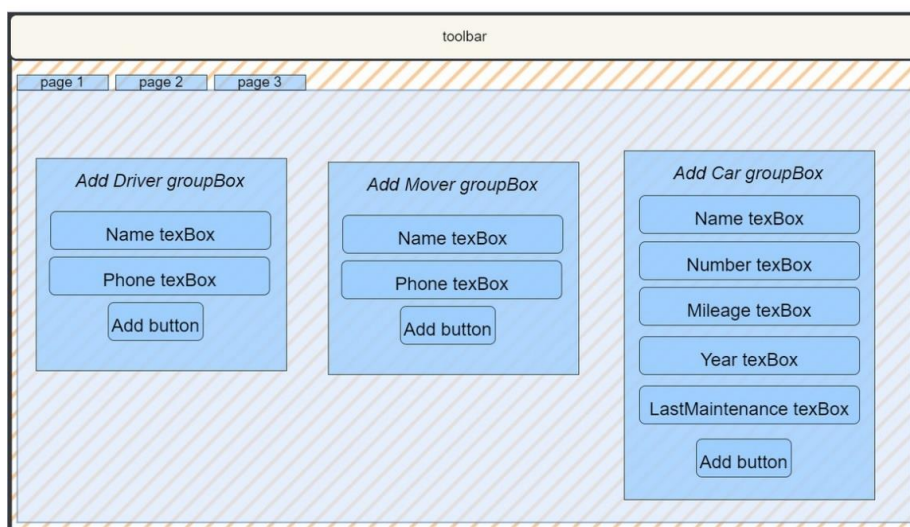 toolbar
page 1
page 2
page 3
Add Driver groupBox
Name texBox
Phone texBox
Add button
Add Mover groupBox
Name texBox
Phone texBox
Add button
Add Car groupBox
Name texBox
Number texBox
Mileage texBox
Year texBox
LastMaintenance texBox
Add button